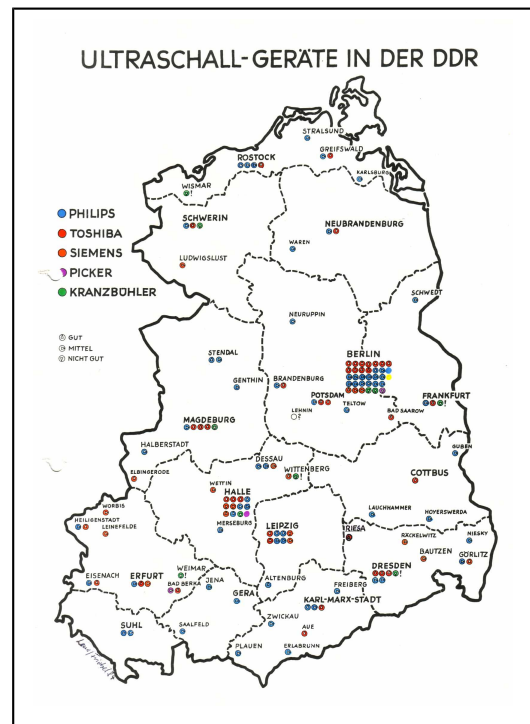 ULTRASCHALL-GERÄTE IN DER DDR
STRALSUND
GREIFSWALD
ROSTOCK
KARLSBURG
WISMAR
!
SCHWERIN
NEUBRANDENBURG
PHILIPS
TOSHIBA
SIEMENS
PICKER
KRANZBÜHLER
WAREN
LUDWIGSLUST
SCHWEDT
NEURUPPIN
GUT
MITTEL
NICHT GUT
STENDAL
BERLIN
GENTHIN
BRANDENBURG
POTSDAM
TELTOW
FRANKFURT
!
LEHNIN
?
BAD SAAROW
MAGDEBURG
HALBERSTADT
GUBEN
DESSAU
WITTENBERG
!
ELBINGERODE
COTTBUS
WETTIN
HALLE
MERSEBURG
WORBIS
HEILIGENSTADT
LEINEFELDE
LEIPZIG
RIESA
LAUCHHAMMER
HOYERSWERDA
RÄCKELWITZ
NIESKY
BAUTZEN
GÖRLITZ
DRESDEN
!
EISENACH
ERFURT
WEIMAR
!
BAD BERKA
JENA
GERA
ALTENBURG
FREIBERG
KARL-MARX-STADT
ZWICKAU
AUE
SUHL
SAALFELD
PLAUEN
ERLABRUNN